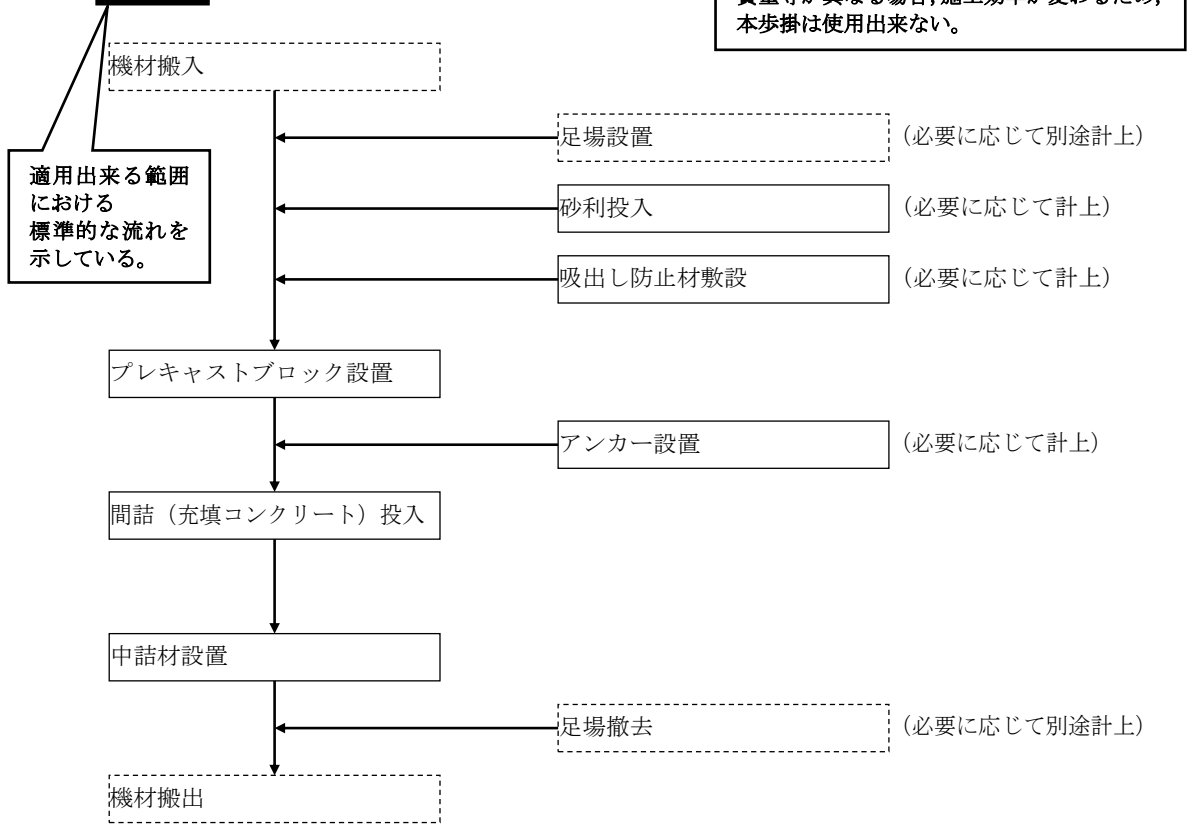 本歩掛は使用出来ない。
機材搬入
足場設置
(必要に応じて別途計上)
適用出来る範囲
における
標準的な流れを
示している。
砂利投入
(必要に応じて計上)
吸出し防止材敷設
(必要に応じて計上)
プレキャストブロック設置
アンカー設置
(必要に応じて計上)
間詰(充填コンクリート)投入
中詰材設置
足場撤去
(必要に応じて別途計上)
機材搬出